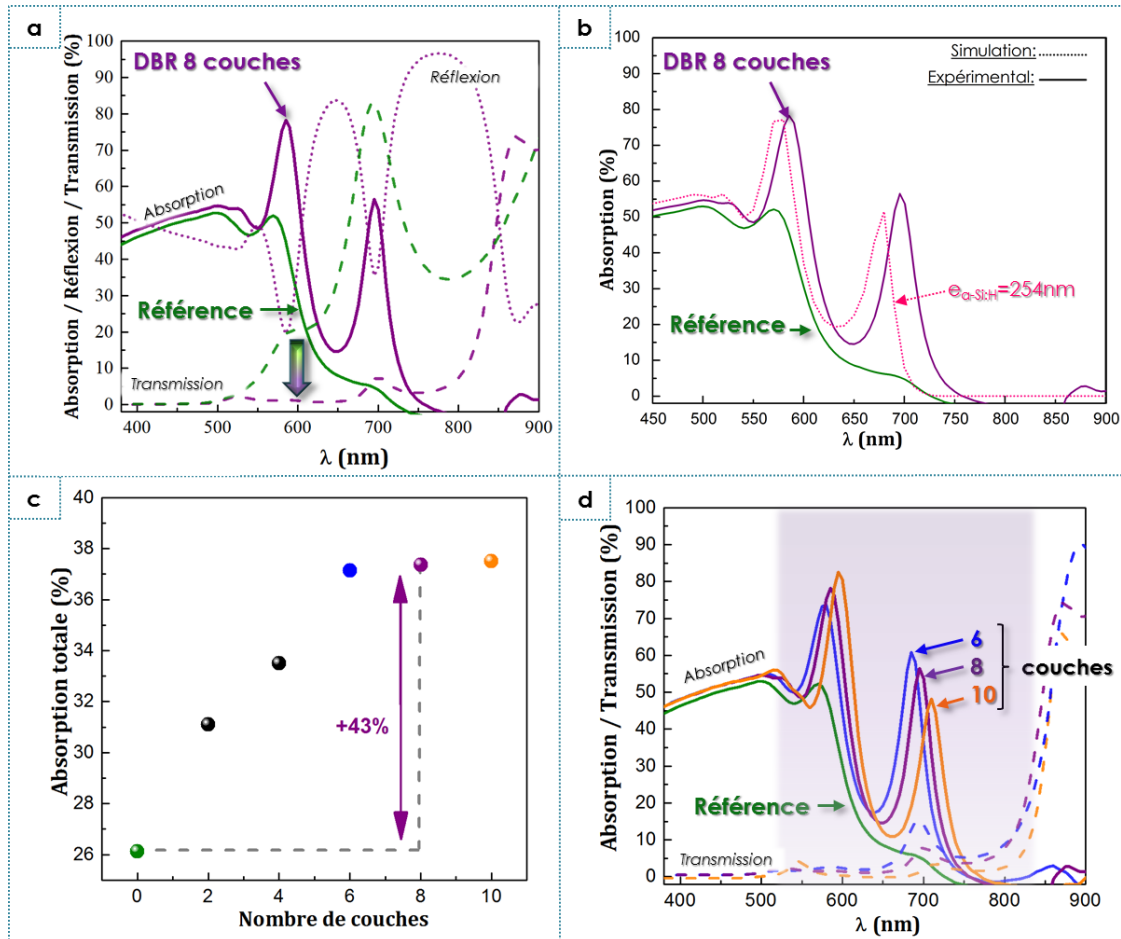 a
Absorption / Réflexion / Transmission (%)
100
90
80
70
60
50
40
30
20
10
0
DBR 8 couches
Réflexion
Absorption
Référence
Transmission
400 500 600 700 800 900
λ (nm)
b
Absorption (%)
100
90
80
70
60
50
40
30
20
10
0
Simulation:
Expérimental:
DBR 8 couches
e a-Si:H=254nm
Référence
450 500 550 600 650 700 750 800 850 900
λ (nm)
c
Absorption totale (%)
40
38
36
34
32
30
28
26
+43%
0 2 4 6 8 10
Nombre de couches
d
Absorption / Transmission (%)
100
90
80
70
60
50
40
30
20
10
0
6
8
10
couches
Absorption
Référence
Transmission
400 500 600 700 800 900
λ (nm)